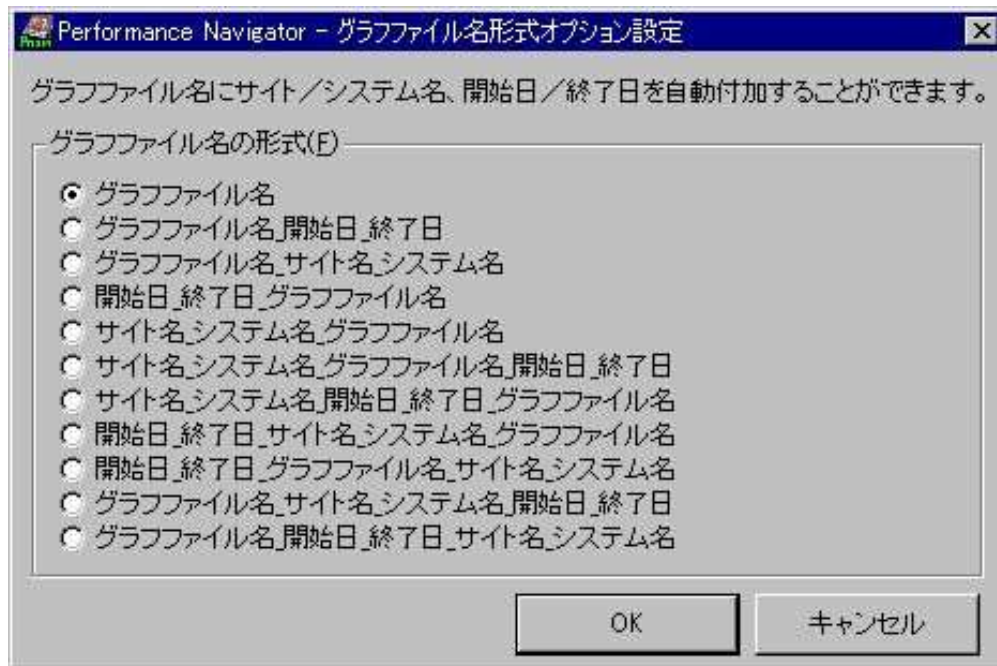 Performance Navigator - グラフファイル名形式オプション設定
グラフファイル名にサイト／システム名、開始日／終了日を自動付加することができます。
グラフファイル名の形式(F)
グラフファイル名
グラフファイル名_開始日_終了日
グラフファイル名_サイト名_システム名
開始日_終了日_グラフファイル名
サイト名_システム名_グラフファイル名
サイト名_システム名_グラフファイル名_開始日_終了日
サイト名_システム名_開始日_終了日_グラフファイル名
開始日_終了日_サイト名_システム名_グラフファイル名
開始日_終了日_グラフファイル名_サイト名_システム名
グラフファイル名_サイト名_システム名_開始日_終了日
グラフファイル名_開始日_終了日_サイト名_システム名
OK キャンセル